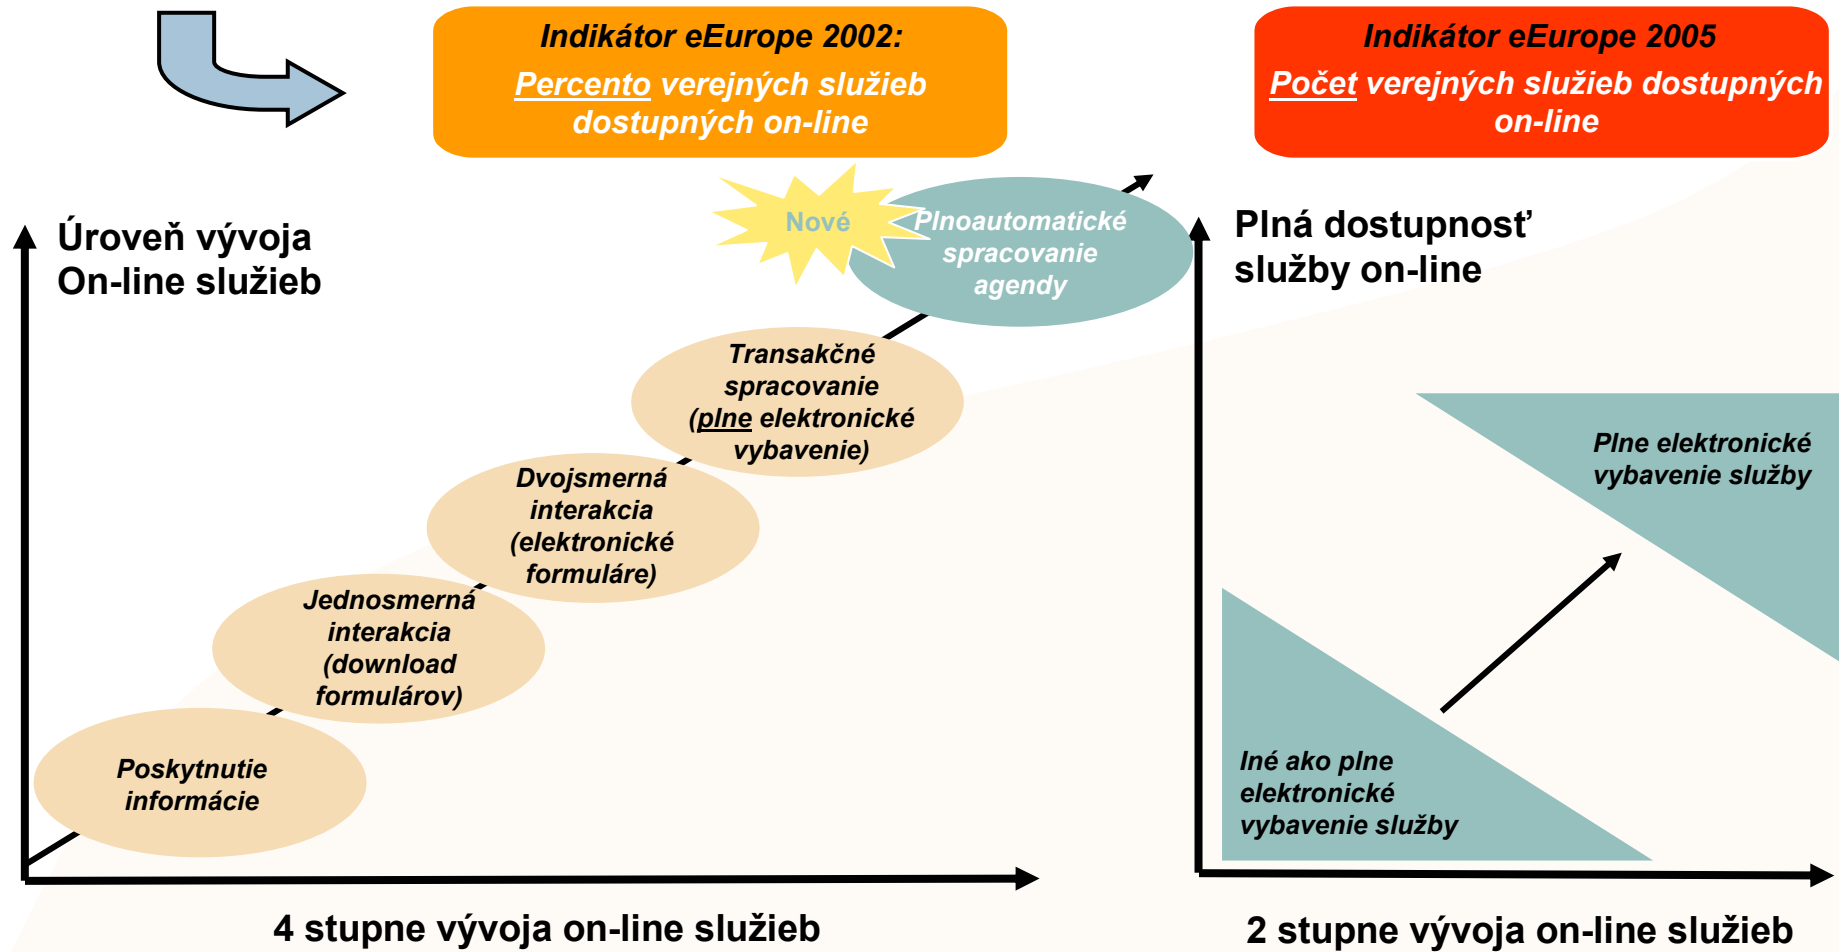 Indikátor eEurope 2002:
Percento verejných služieb
dostupných on-line
Indikátor eEurope 2005
Počet verejných služieb dostupných
on-line
Úroveň vývoja
On-line služieb
Nové
Plnoautomatické
spracovanie
agendy
Transakčné
spracovanie
(plne elektronické
vybavenie)
Dvojsmerná
interakcia
(elektronické
formuláre)
Jednosmerná
interakcia
(download
formulárov)
Poskytnutie
informácie
4 stupne vývoja on-line služieb
Plná dostupnosť
služby on-line
Plne elektronické
vybavenie služby
Iné ako plne
elektronické
vybavenie služby
2 stupne vývoja on-line služieb